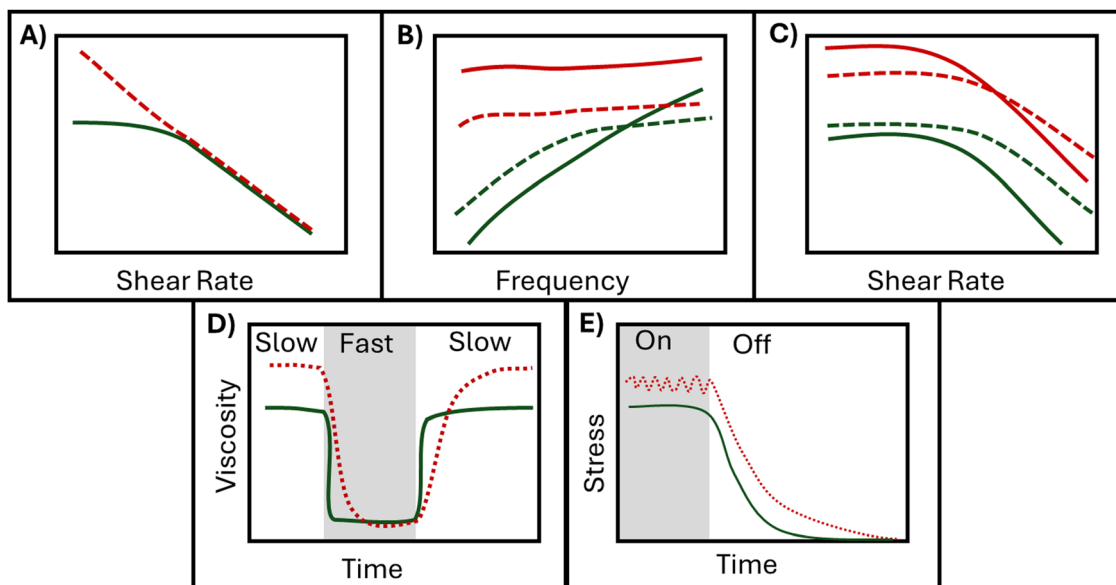 A)
Shear Rate
B)
Frequency
C)
Shear Rate
D)
Slow Fast Slow
Viscosity
Time
E)
On Off
Stress
Time